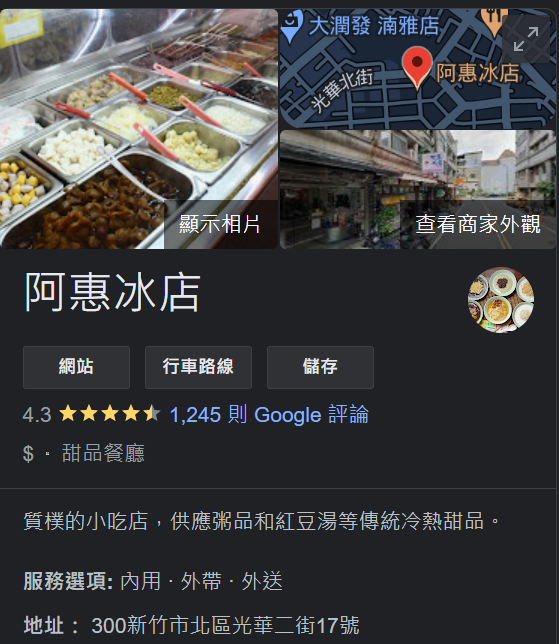 大潤發 湳雅店
光華北街
阿惠冰店
顯示相片
查看商家外觀
阿惠冰店
網站
行車路線
儲存
4.3 1,245 則 Google 評論
$ · 甜品餐廳
質樸的小吃店，供應粥品和紅豆湯等傳統冷熱甜品。
服務選項: 內用 · 外帶 · 外送
地址： 300新竹市北區光華二街17號